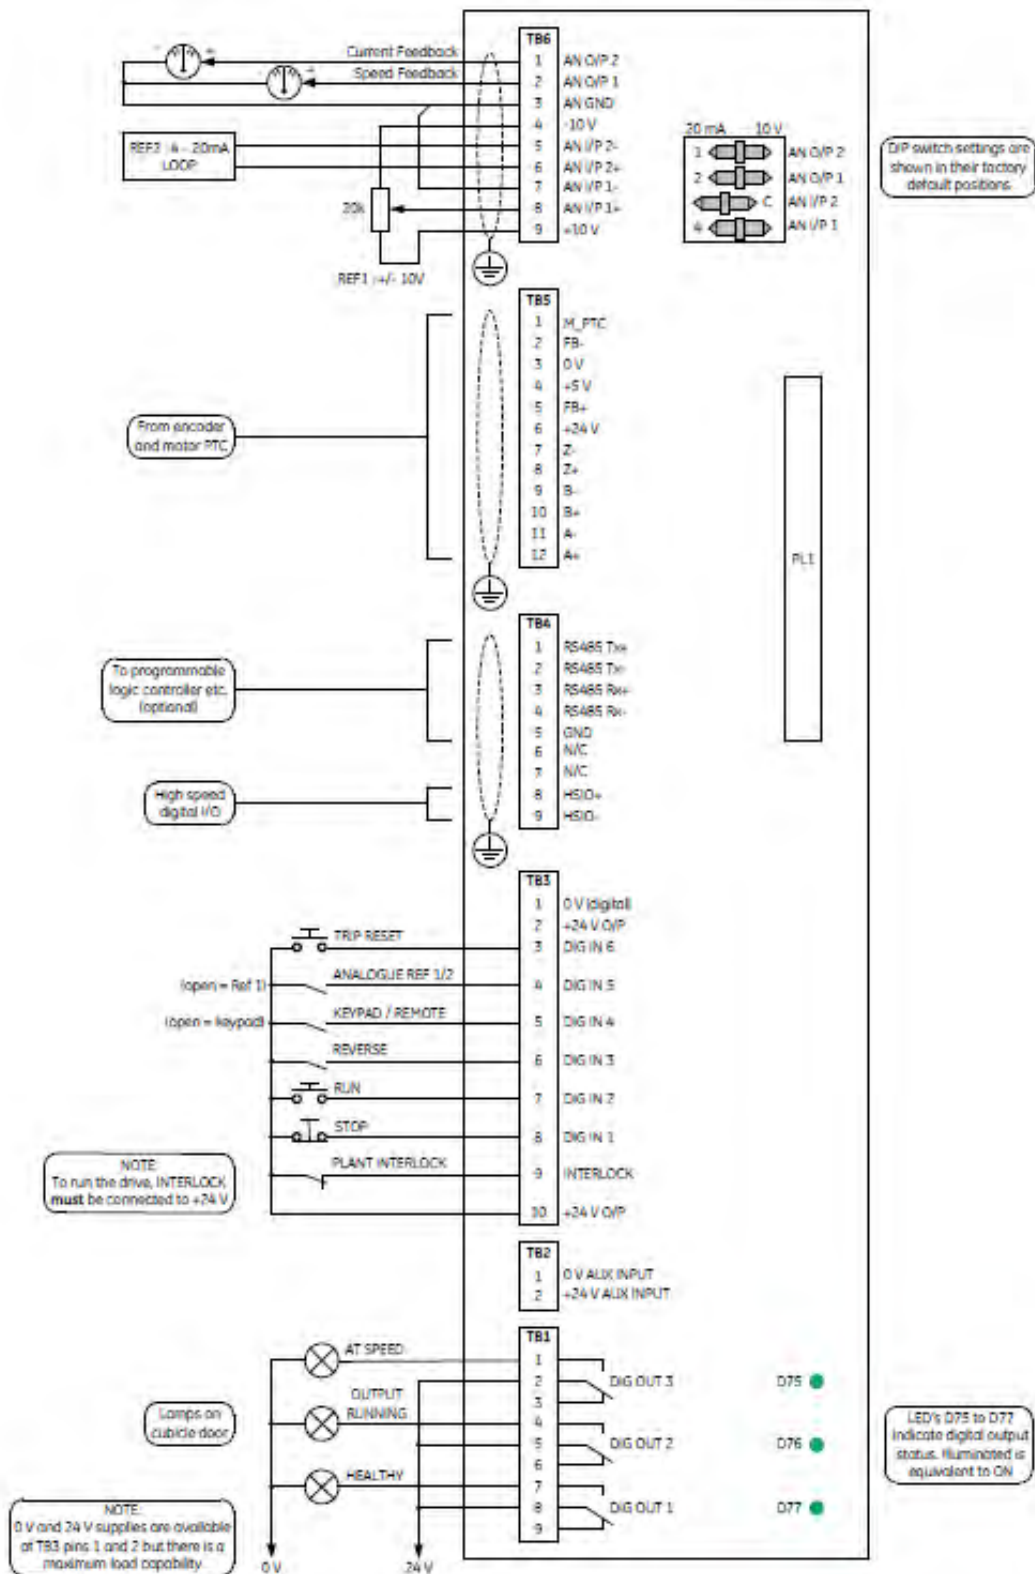 TB6
Current Feedback 1 AN O/P 2
Speed Feedback 2 AN O/P 1
3 AN GND
4 -10 V
REF2 : 4 - 20mA
LOOP
5 AN I/P 2-
6 AN I/P 2+
7 AN I/P 1-
20k 8 AN I/P 1+
9 +10 V
REF1 :+/- 10V
20 mA 10 V
1 AN O/P 2
2 AN O/P 1
C AN I/P 2
4 AN I/P 1
DIP switch settings are
shown in their factory
default positions
TB5
1 M_PTC
2 FB-
3 0 V
4 +5 V
5 FB+
6 +24 V
7 Z-
8 Z+
9 B-
10 B+
11 A-
12 A+
From encoder
and motor PTC
PL1
TB4
1 RS485 Tx+
2 RS485 Tx-
3 RS485 Rx+
4 RS485 Rx-
5 GND
6 N/C
7 N/C
8 HSIO+
9 HSIO-
To programmable
logic controller etc.
(optional)
High speed
digital I/O
TB3
1 0 V (digital)
2 +24 V O/P
TRIP RESET 3 DIG IN 6
(open = Ref 1) ANALOGUE REF 1/2 4 DIG IN 5
(open = keypad) KEYPAD / REMOTE 5 DIG IN 4
REVERSE 6 DIG IN 3
RUN 7 DIG IN 2
STOP 8 DIG IN 1
PLANT INTERLOCK 9 INTERLOCK
10 +24 V O/P
NOTE
To run the drive, INTERLOCK
must be connected to +24 V
TB2
1 0 V AUX INPUT
2 +24 V AUX INPUT
TB1
AT SPEED 1
2 DIG OUT 3 D75
3
OUTPUT
RUNNING 4
5 DIG OUT 2 D76
6
HEALTHY 7
8 DIG OUT 1 D77
9
Lamps on
cubicle door
LED's D75 to D77
indicate digital output
status. Illuminated is
equivalent to ON
NOTE:
0 V and 24 V supplies are available
at TB3 pins 1 and 2 but there is a
maximum load capability
0 V 24 V